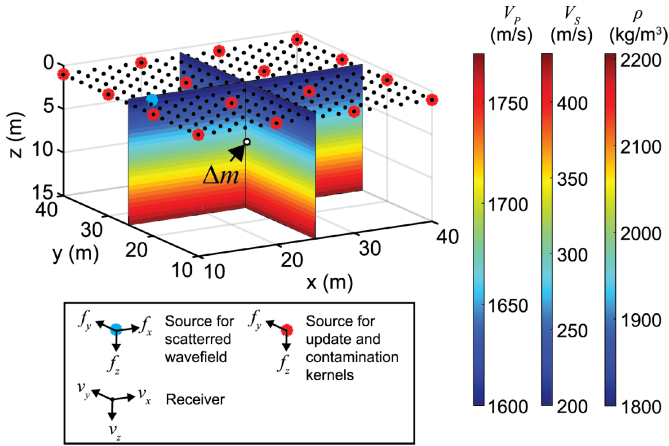 V_P (m/s) V_S (m/s) ρ (kg/m³)
0
5
10
15
z (m)
40
30
20
10
y (m)
10
20
30
40
x (m)
Δm
1750
1700
1650
1600
400
350
300
250
200
2200
2100
2000
1900
1800
f_y f_x f_z
Source for
scatterred
wavefield
f_y f_z
Source for
update and
contamination
kernels
v_y v_x v_z
Receiver